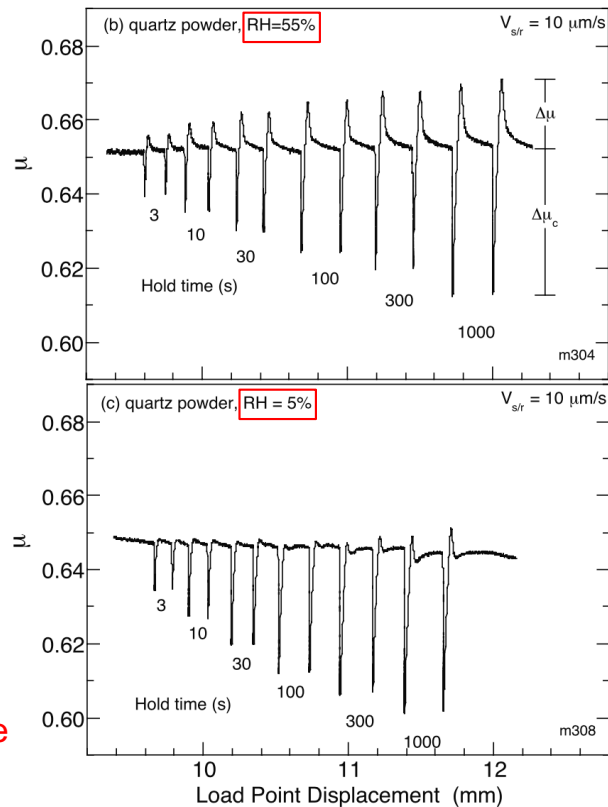 (b) quartz powder, RH=55%
V s/r = 10 μm/s
0.68
0.66
0.64
0.62
0.60
μ
3
10
30
100
300
1000
Hold time (s)
Δμ
Δμc
m304
(c) quartz powder, RH = 5%
V s/r = 10 μm/s
0.68
0.66
0.64
0.62
0.60
μ
3
10
30
100
300
1000
Hold time (s)
m308
e
10
11
12
Load Point Displacement (mm)